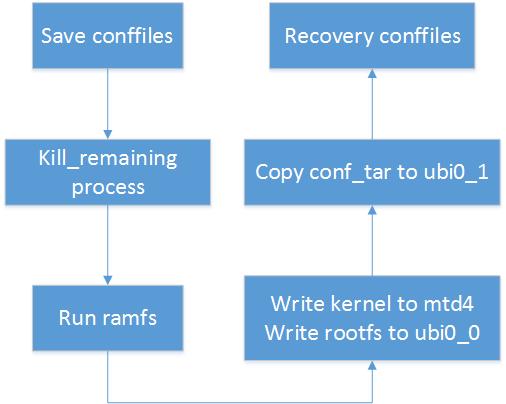 Save conffiles
Kill_remaining
process
Run ramfs
Write kernel to mtd4
Write rootfs to ubi0_0
Copy conf_tar to ubi0_1
Recovery conffiles